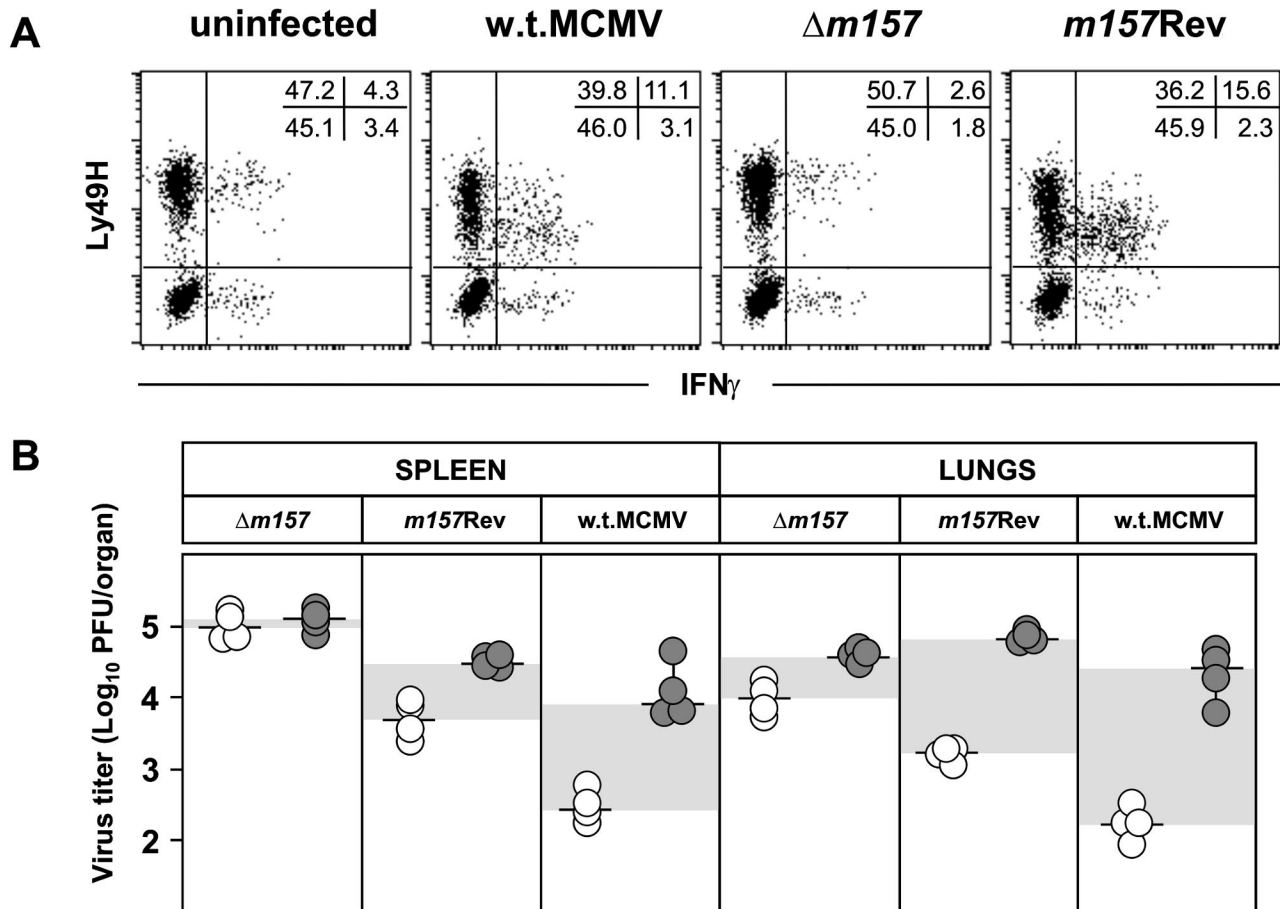 A
uninfected
w.t.MCMV
Δm157
m157Rev
47.2 4.3
45.1 3.4
39.8 11.1
46.0 3.1
50.7 2.6
45.0 1.8
36.2 15.6
45.9 2.3
Ly49H
IFNγ
B
SPLEEN
LUNGS
Δm157
m157Rev
w.t.MCMV
Δm157
m157Rev
w.t.MCMV
Virus titer (Log10 PFU/organ)
5
4
3
2